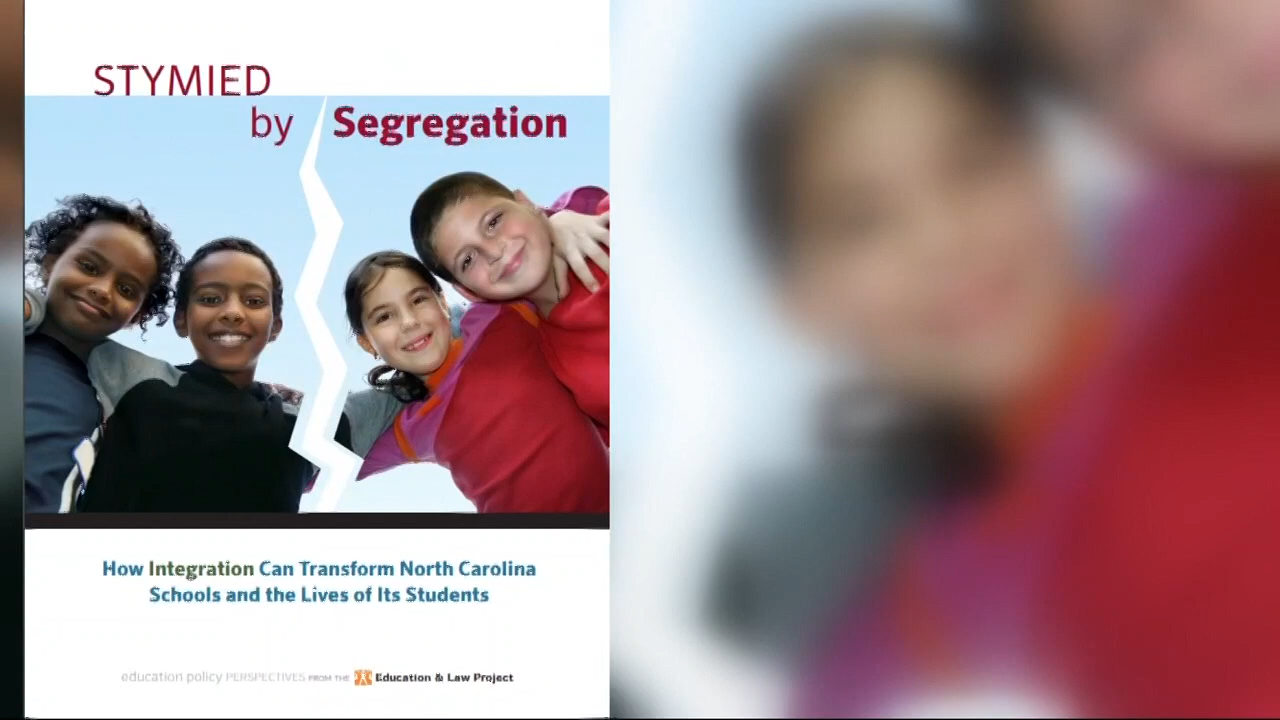 STYMIED
by Segregation
How Integration Can Transform North Carolina
Schools and the Lives of Its Students
education policy PERSPECTIVES FROM THE Education & Law Project